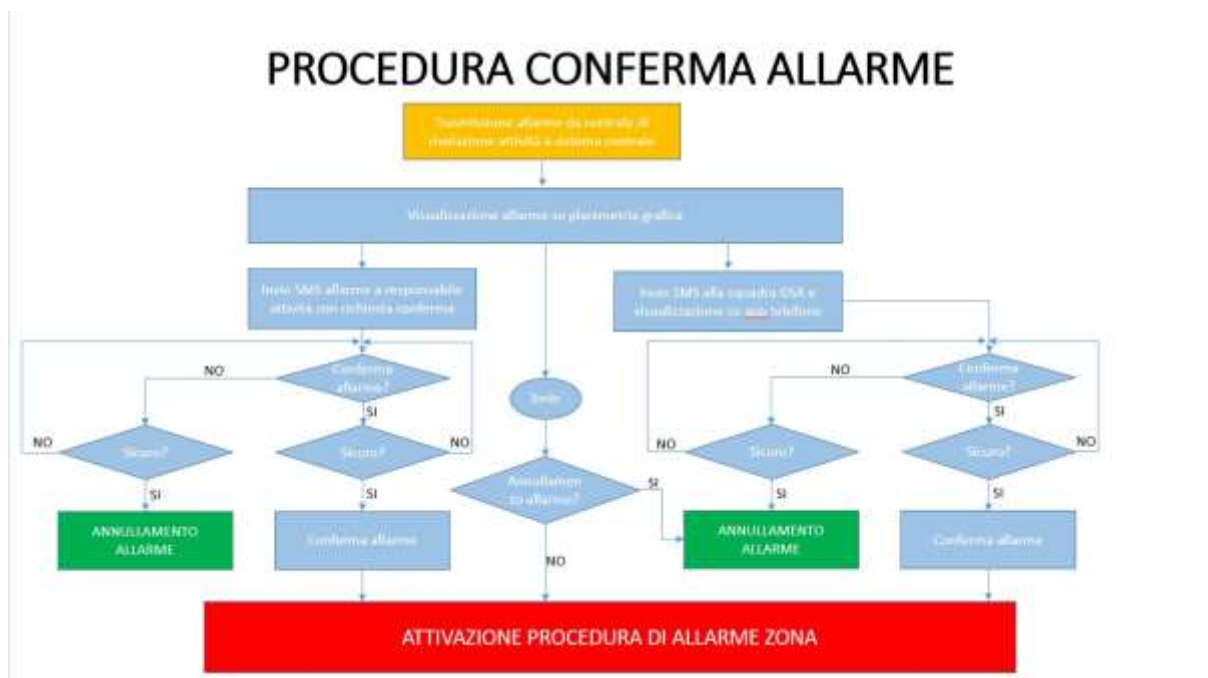 PROCEDURA CONFERMA ALLARME
Trasmissione allarme da centrale di
rivelazione attività a sistema centrale
Visualizzazione allarme su planimetria grafica
Invio SMS allarme a responsabile
attività con richiesta conferma
Invio SMS alla squadra GSA e
visualizzazione su app telefono
Conferma
allarme?
NO
SI
Sicuro?
NO
SI
Sicuro?
NO
SI
ANNULLAMENTO
ALLARME
Conferma allarme
Annullamen
to allarme?
SI
NO
Conferma
allarme?
NO
SI
Sicuro?
NO
SI
Sicuro?
NO
SI
ANNULLAMENTO
ALLARME
Conferma allarme
ATTIVAZIONE PROCEDURA DI ALLARME ZONA